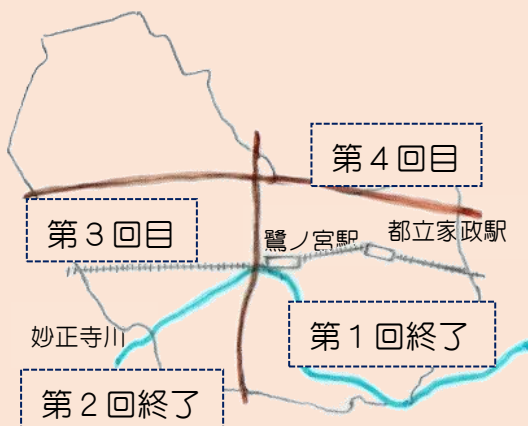 第４回目
第３回目
鷺ノ宮駅
都立家政駅
妙正寺川
第１回終了
第２回終了